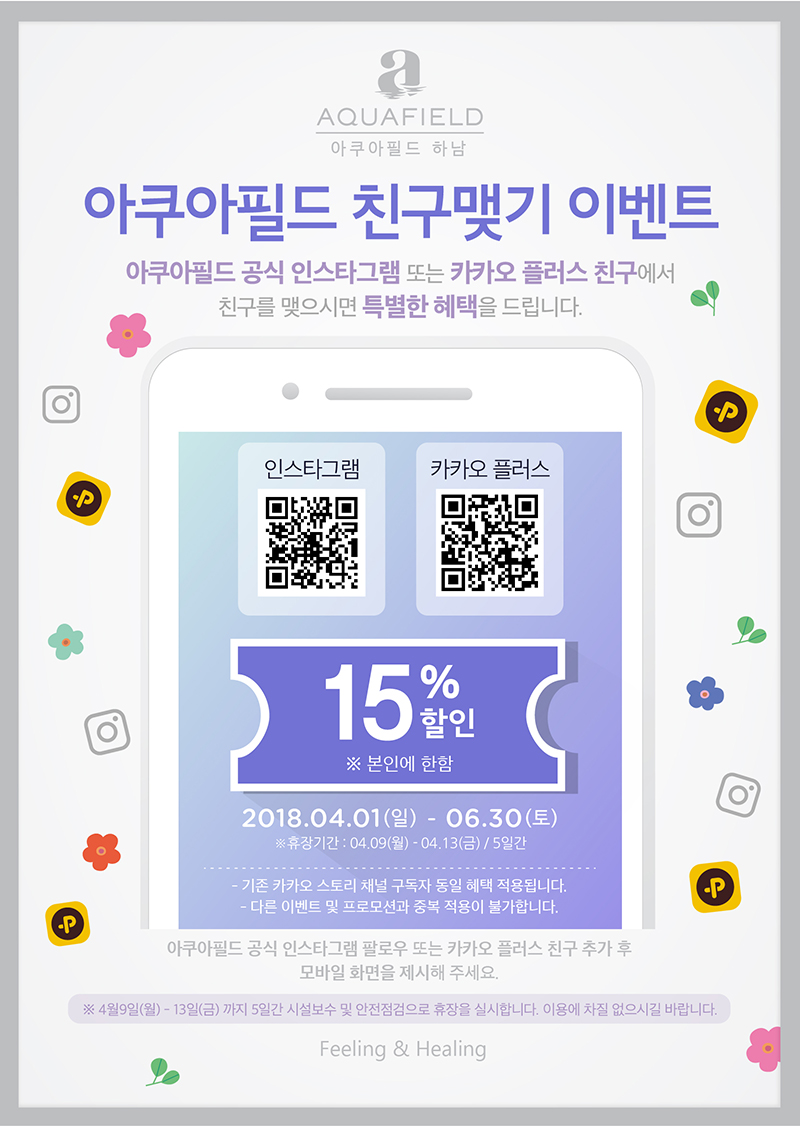 a
AQUAFIELD
아쿠아필드 하남
아쿠아필드 친구맺기 이벤트
아쿠아필드 공식 인스타그램 또는 카카오 플러스 친구에서
친구를 맺으시면 특별한 혜택을 드립니다.
인스타그램
카카오 플러스
15%
할인
※ 본인에 한함
2018.04.01(일) - 06.30(토)
※휴장기간 : 04.09(월) - 04.13(금) / 5일간
- 기존 카카오 스토리 채널 구독자 동일 혜택 적용됩니다.
- 다른 이벤트 및 프로모션과 중복 적용이 불가합니다.
아쿠아필드 공식 인스타그램 팔로우 또는 카카오 플러스 친구 추가 후
모바일 화면을 제시해 주세요.
※ 4월9일(월) - 13일(금) 까지 5일간 시설보수 및 안전점검으로 휴장을 실시합니다. 이용에 차질 없으시길 바랍니다.
Feeling & Healing